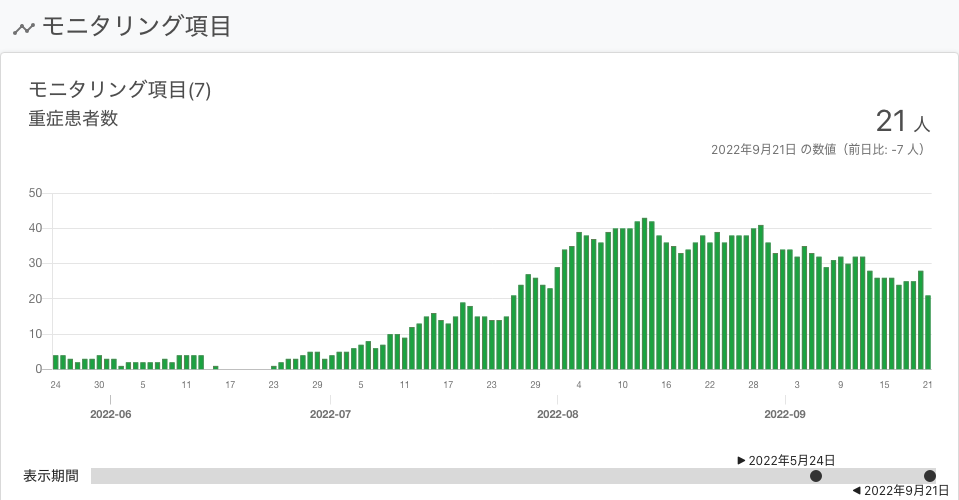 モニタリング項目
モニタリング項目(7)
重症患者数
21 人
2022年9月21日 の数値（前日比: -7 人）
50
40
30
20
10
0
24 30 5 11 17 23 29 5 11 17 23 29 4 10 16 22 28 3 9 15 21
2022-06 2022-07 2022-08 2022-09
2022年5月24日
表示期間
2022年9月21日